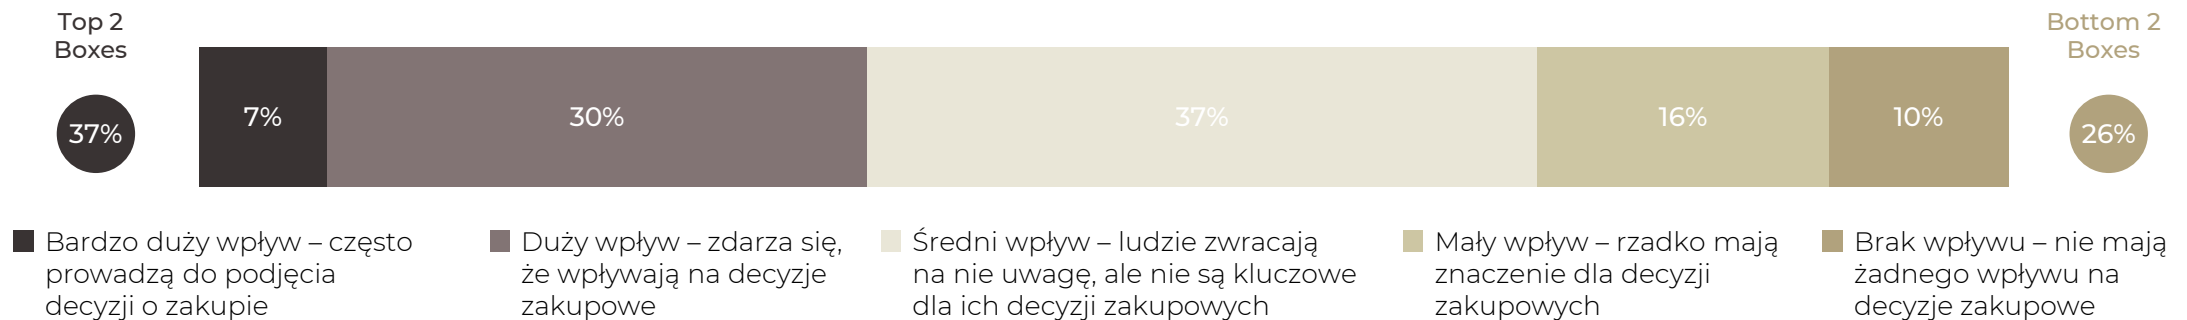 Top 2
Boxes
37%
7%
30%
37%
16%
10%
Bottom 2
Boxes
26%
Bardzo duży wpływ – często
prowadzą do podjęcia
decyzji o zakupie
Duży wpływ – zdarza się,
że wpływają na decyzje
zakupowe
Średni wpływ – ludzie zwracają
na nie uwagę, ale nie są kluczowe
dla ich decyzji zakupowych
Mały wpływ – rzadko mają
znaczenie dla decyzji
zakupowych
Brak wpływu – nie mają
żadnego wpływu na
decyzje zakupowe